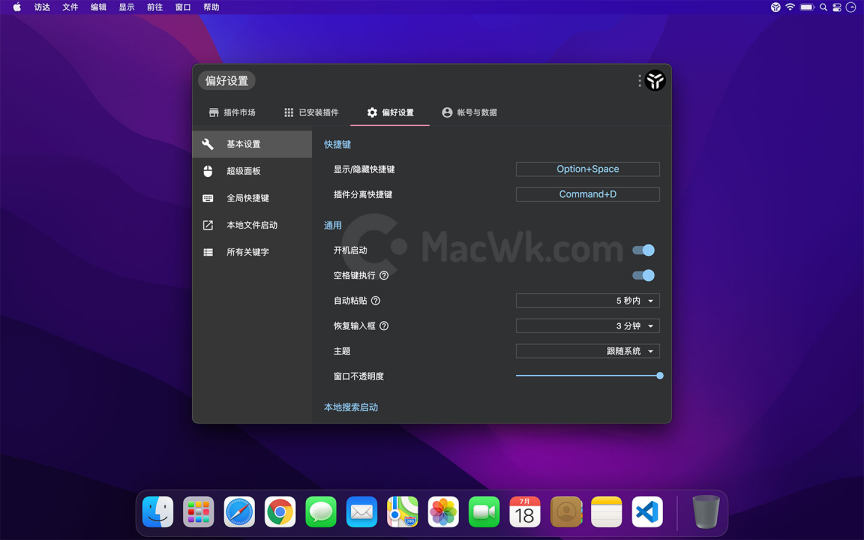 访达 文件 编辑 显示 前往 窗口 帮助
偏好设置
插件市场 已安装插件 偏好设置 帐号与数据
基本设置
超级面板
全局快捷键
本地文件启动
所有关键字
快捷键
显示/隐藏快捷键 Option+Space
插件分离快捷键 Command+D
通用
MacWk.com
开机启动
空格键执行
自动粘贴 5 秒内
恢复输入框 3 分钟
主题 跟随系统
窗口不透明度
本地搜索启动
7月
18